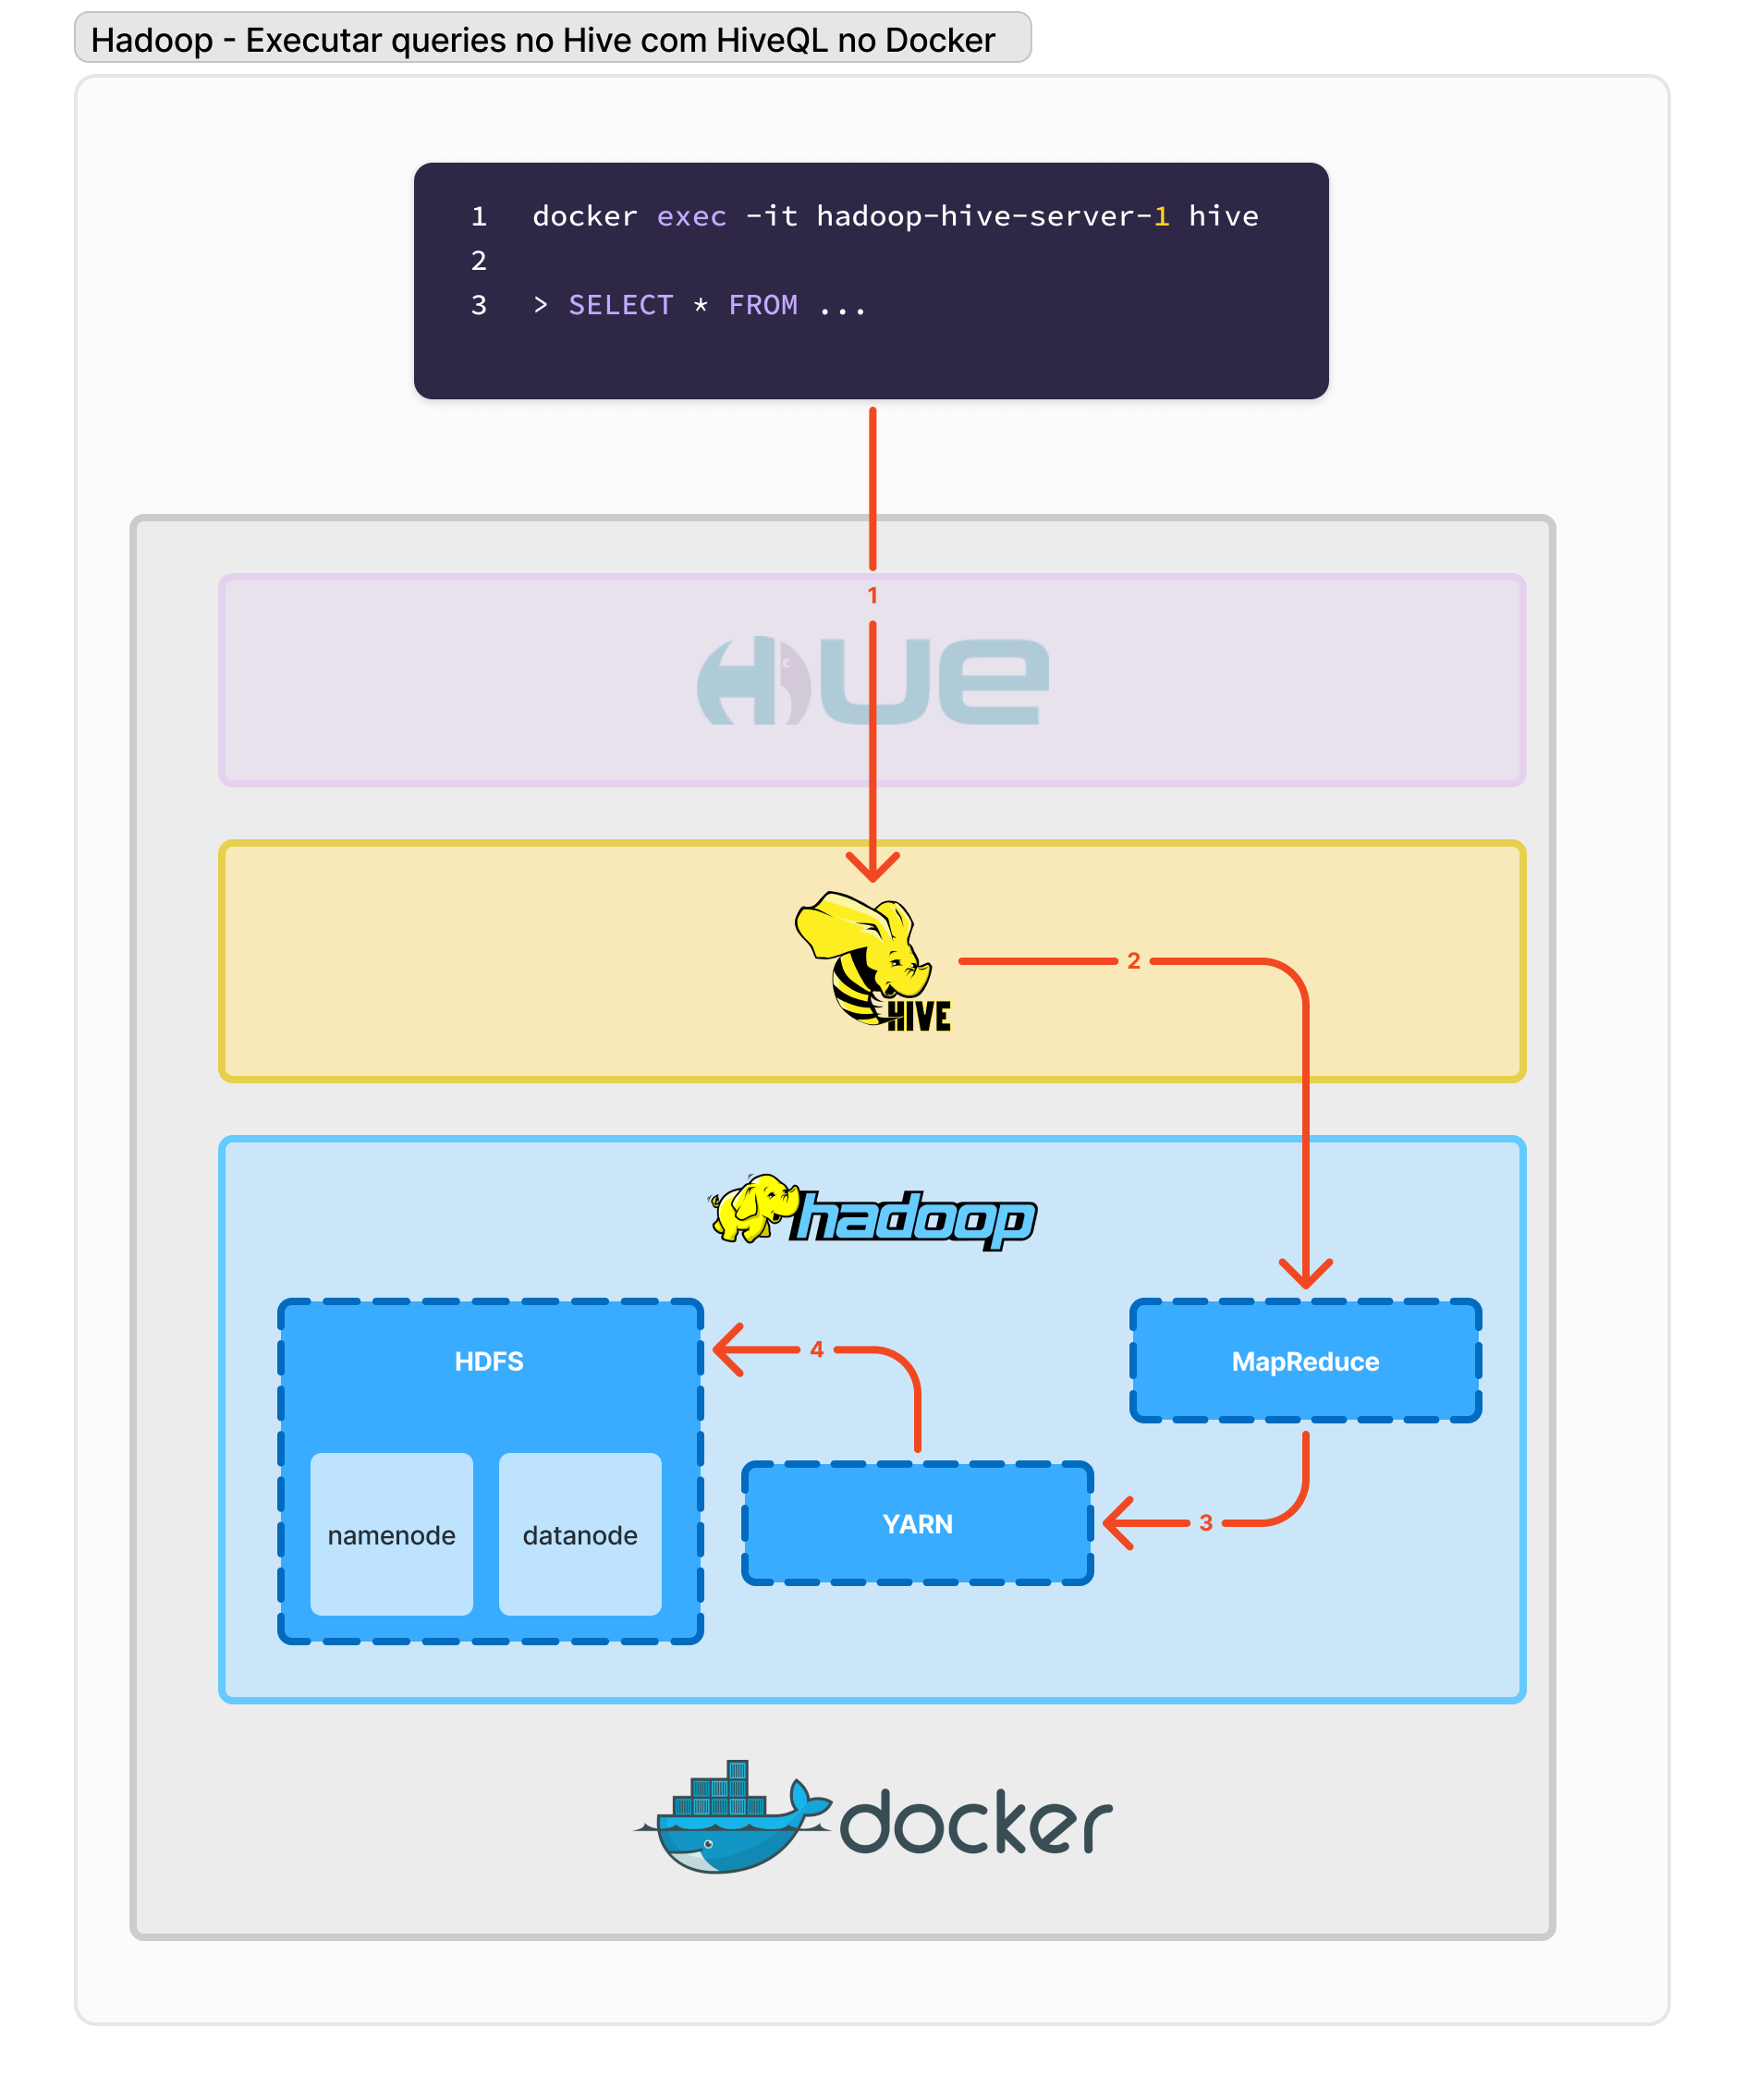 Hadoop - Executar queries no Hive com HiveQL no Docker
1 docker exec -it hadoop-hive-server-1 hive
2
3 > SELECT * FROM ...
1
HUE
HIVE
2
hadoop
HDFS
4
MapReduce
namenode
datanode
YARN
3
docker